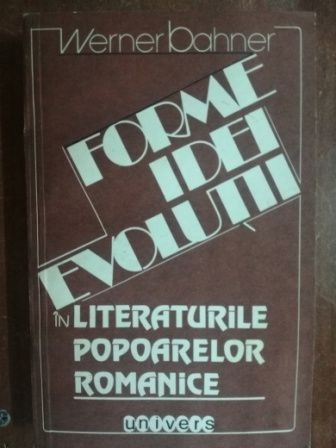 Werner bahner
FORME
IDEI
EVOLUȚII
ÎN LITERATURILE
POPOARELOR
ROMANICE
univers